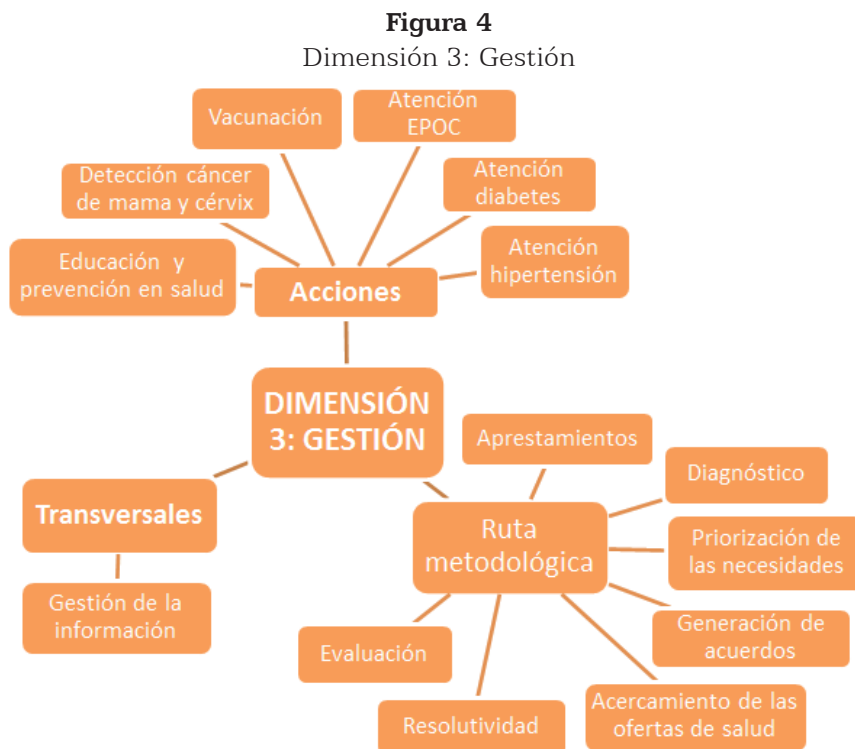 Figura 4
Dimensión 3: Gestión
Vacunación
Atención
EPOC
Detección cáncer
de mama y cérvix
Atención
diabetes
Educación y
prevención en salud
Atención
hipertensión
Acciones
DIMENSIÓN
3: GESTIÓN
Aprestamientos
Diagnóstico
Transversales
Ruta
metodológica
Priorización de
las necesidades
Gestión de la
información
Generación de
acuerdos
Evaluación
Acercamiento de las
ofertas de salud
Resolutividad